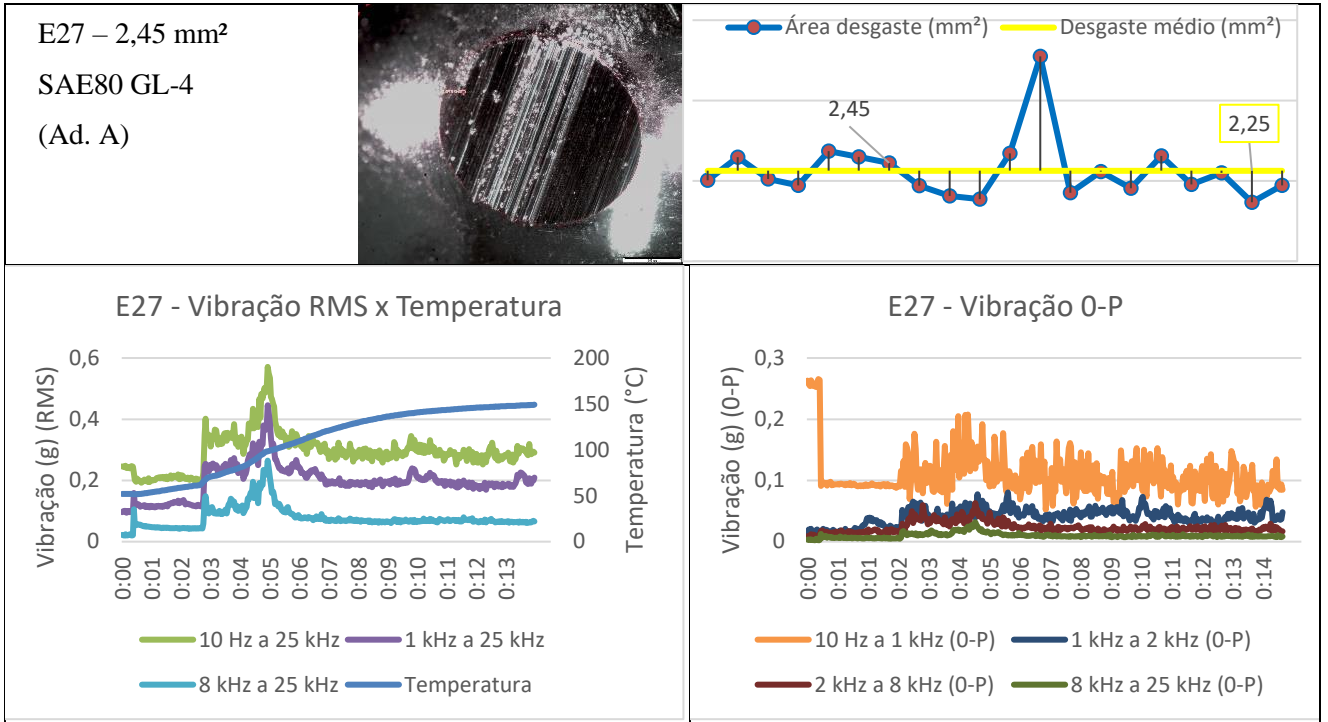 E27 – 2,45 mm²
SAE80 GL-4
(Ad. A)
Área desgaste (mm²) Desgaste médio (mm²)
2,45
2,25
E27 - Vibração RMS x Temperatura
Vibração (g) (RMS)
0,6
0,4
0,2
0
200
150
100
50
0
Temperatura (°C)
0:00 0:01 0:02 0:03 0:04 0:05 0:06 0:07 0:08 0:09 0:10 0:11 0:12 0:13
10 Hz a 25 kHz 1 kHz a 25 kHz
8 kHz a 25 kHz Temperatura
E27 - Vibração 0-P
Vibração (g) (0-P)
0,3
0,2
0,1
0
0:00 0:00 0:01 0:02 0:03 0:04 0:05 0:06 0:07 0:08 0:09 0:10 0:11 0:12 0:13 0:14
10 Hz a 1 kHz (0-P) 1 kHz a 2 kHz (0-P)
2 kHz a 8 kHz (0-P) 8 kHz a 25 kHz (0-P)